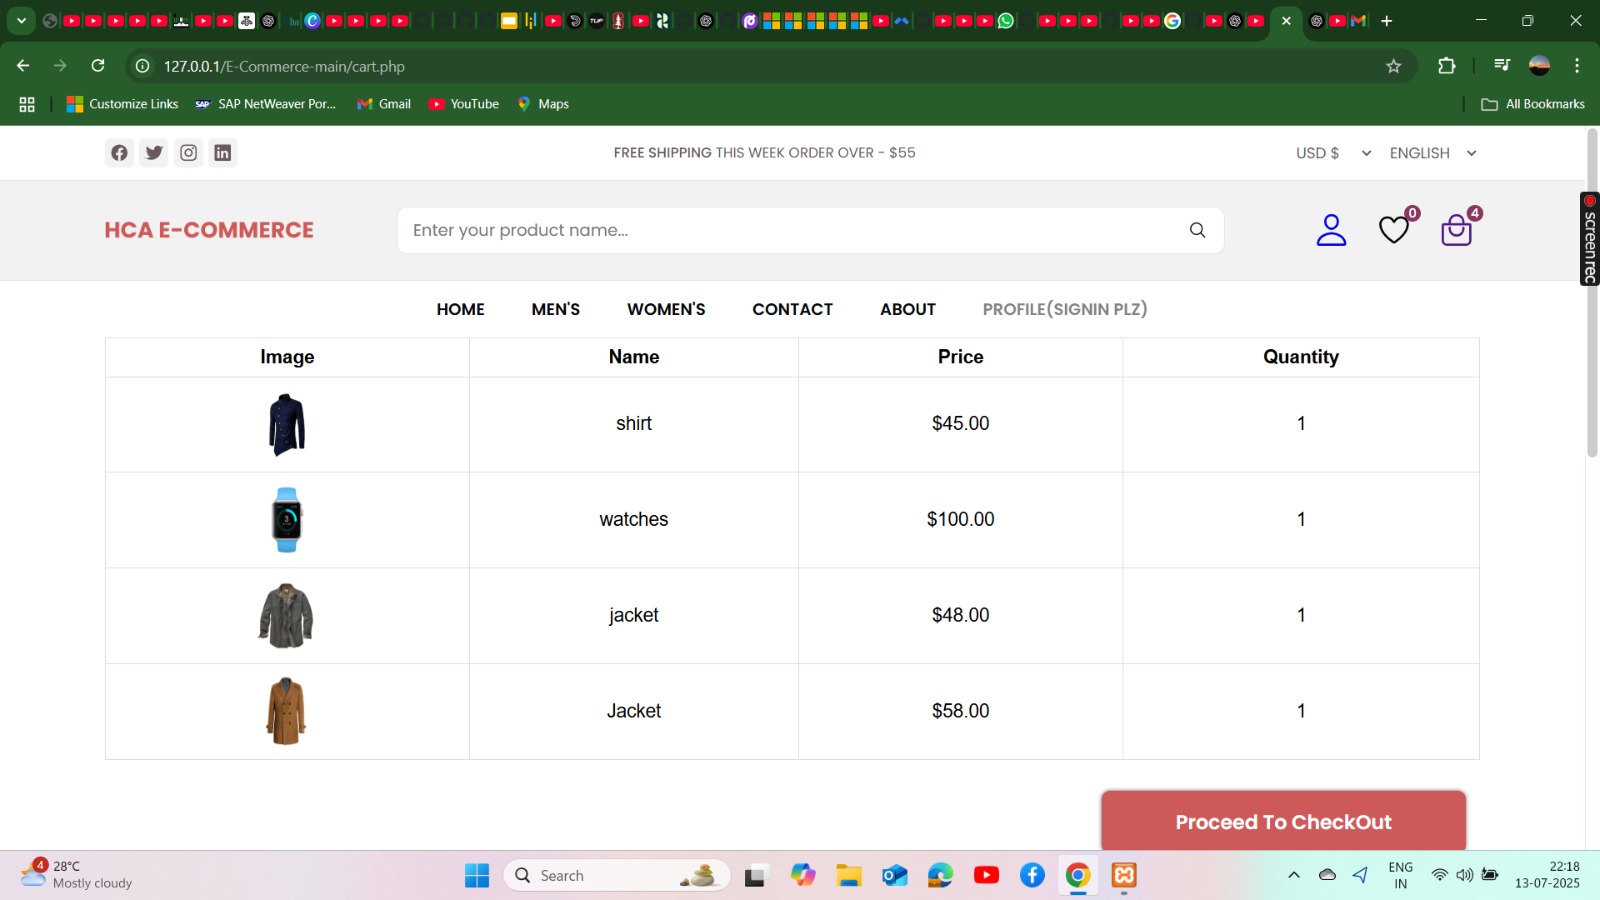 127.0.0.1/E-Commerce-main/cart.php
Customize Links SAP SAP NetWeaver Por... Gmail YouTube Maps All Bookmarks
FREE SHIPPING THIS WEEK ORDER OVER - $55 USD $ ENGLISH
HCA E-COMMERCE Enter your product name... 0 4
screenrec
HOME MEN'S WOMEN'S CONTACT ABOUT PROFILE(SIGNIN PLZ)
Image Name Price Quantity
shirt $45.00 1
watches $100.00 1
jacket $48.00 1
Jacket $58.00 1
Proceed To CheckOut
4 28°C
Mostly cloudy
Search
ENG
IN
22:18
13-07-2025